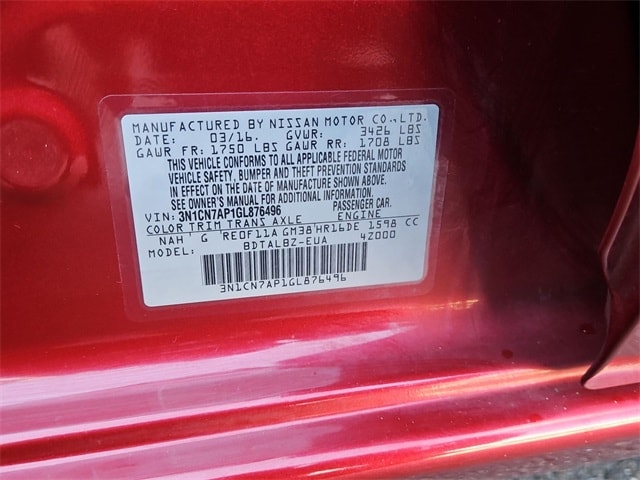 MANUFACTURED BY NISSAN MOTOR CO.,LTD.
DATE: 03/16. GVWR: 3426 LBS
GAWR FR: 1750 LBS GAWR RR: 1708 LBS
THIS VEHICLE CONFORMS TO ALL APPLICABLE FEDERAL MOTOR
VEHICLE SAFETY, BUMPER AND THEFT PREVENTION STANDARDS
IN EFFECT ON THE DATE OF MANUFACTURE SHOWN ABOVE.
SEE OWNER'S MANUAL FOR ADDITIONAL INFORMATION.
VIN: 3N1CN7AP1GL876496 PASSENGER CAR.
COLOR TRIM TRANS AXLE ENGINE
NAH G RE0F11A GM38 HR16DE 1598 CC
MODEL: BDTALBZ-EUA 42000
3N1CN7AP1GL876496